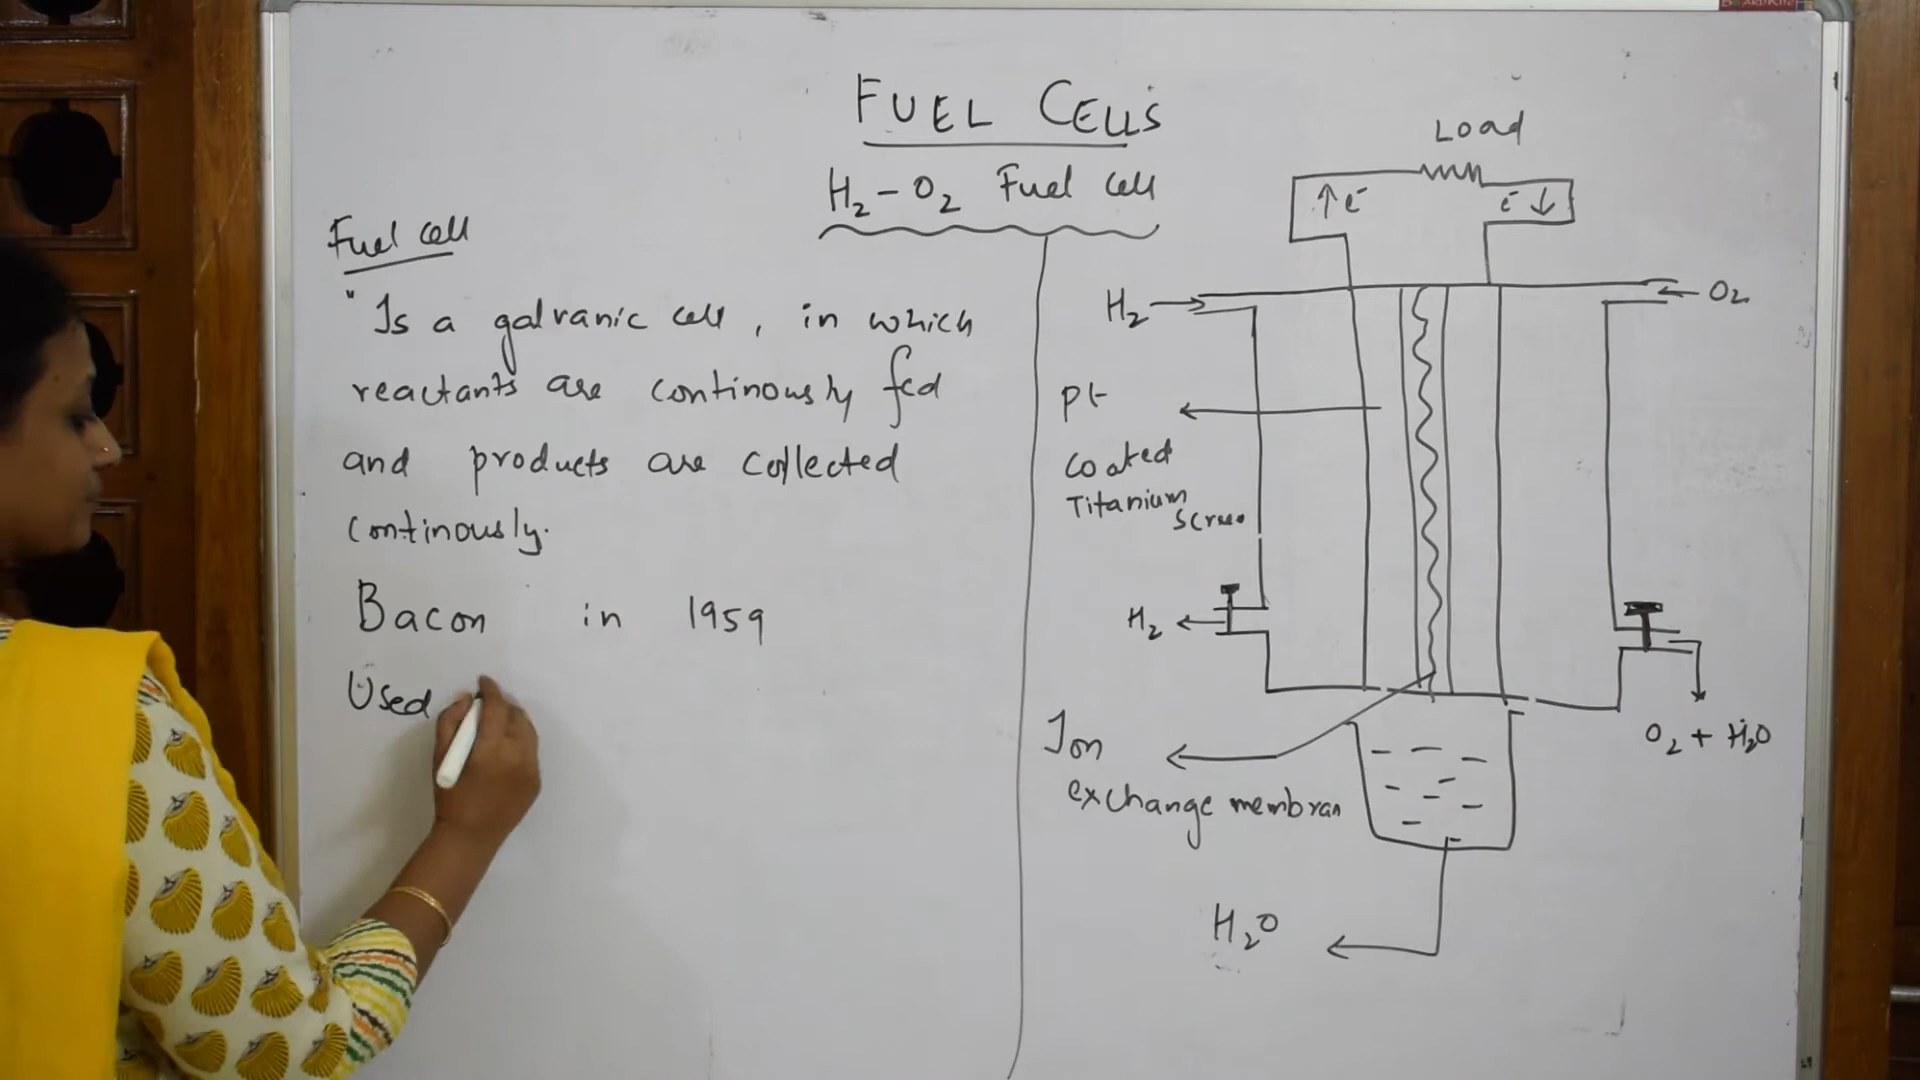 FUEL CELLS
H₂-O₂ Fuel cell
Fuel cell
"Is a galvanic cell, in which
reactants are continously fed
and products are collected
continously.
Bacon in 1959
Used
Load
↑e⁻ e⁻↓
H₂ → ← O₂
Pt
coated
Titanium
H₂ ←
O₂ + H₂O
Ion
exchange membran
H₂O